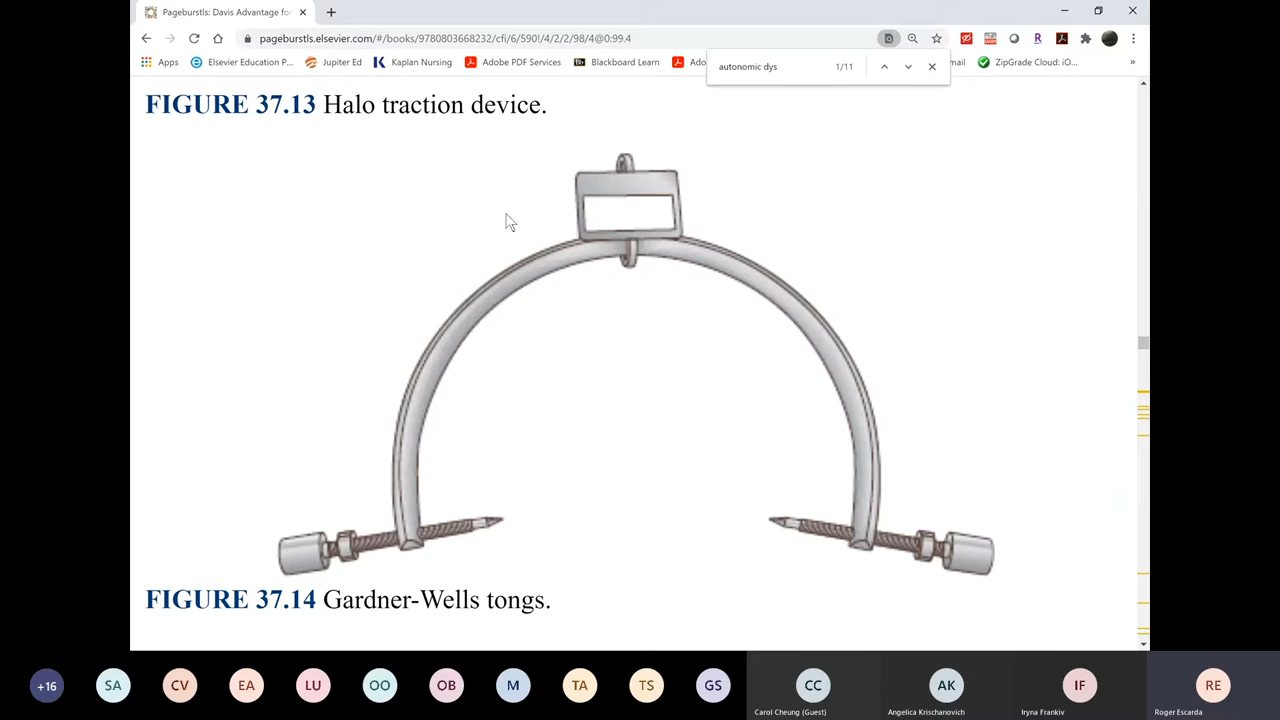 Pageburstls: Davis Advantage for
pageburstls.elsevier.com/#/books/9780803668232/cfi/6/590!/4/2/2/98/4@0:99.4
Apps Elsevier Education P... Jupiter Ed Kaplan Nursing Adobe PDF Services Blackboard Learn Ado mail ZipGrade Cloud: iO... »
autonomic dys 1/11
FIGURE 37.13 Halo traction device.
FIGURE 37.14 Gardner-Wells tongs.
+16 SA CV EA LU OO OB M TA TS GS CC AK IF RE
Carol Cheung (Guest) Angelica Krischanovich Iryna Frankiv Roger Escarda